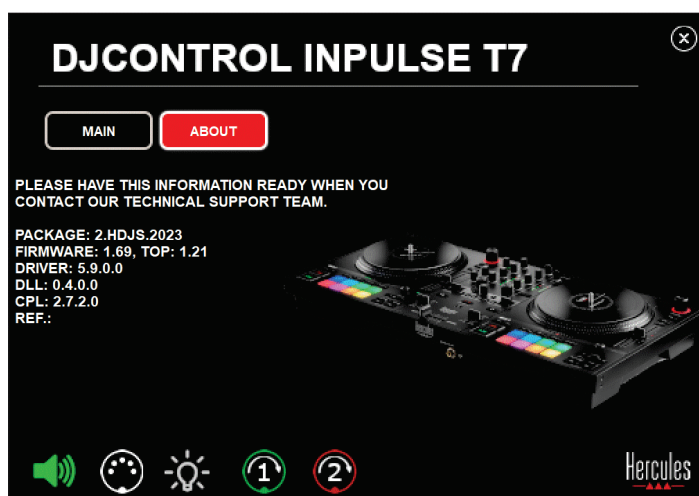 DJCONTROL INPULSE T7
MAIN
ABOUT
PLEASE HAVE THIS INFORMATION READY WHEN YOU
CONTACT OUR TECHNICAL SUPPORT TEAM.
PACKAGE: 2.HDJS.2023
FIRMWARE: 1.69, TOP: 1.21
DRIVER: 5.9.0.0
DLL: 0.4.0.0
CPL: 2.7.2.0
REF.:
1
2
Hercules